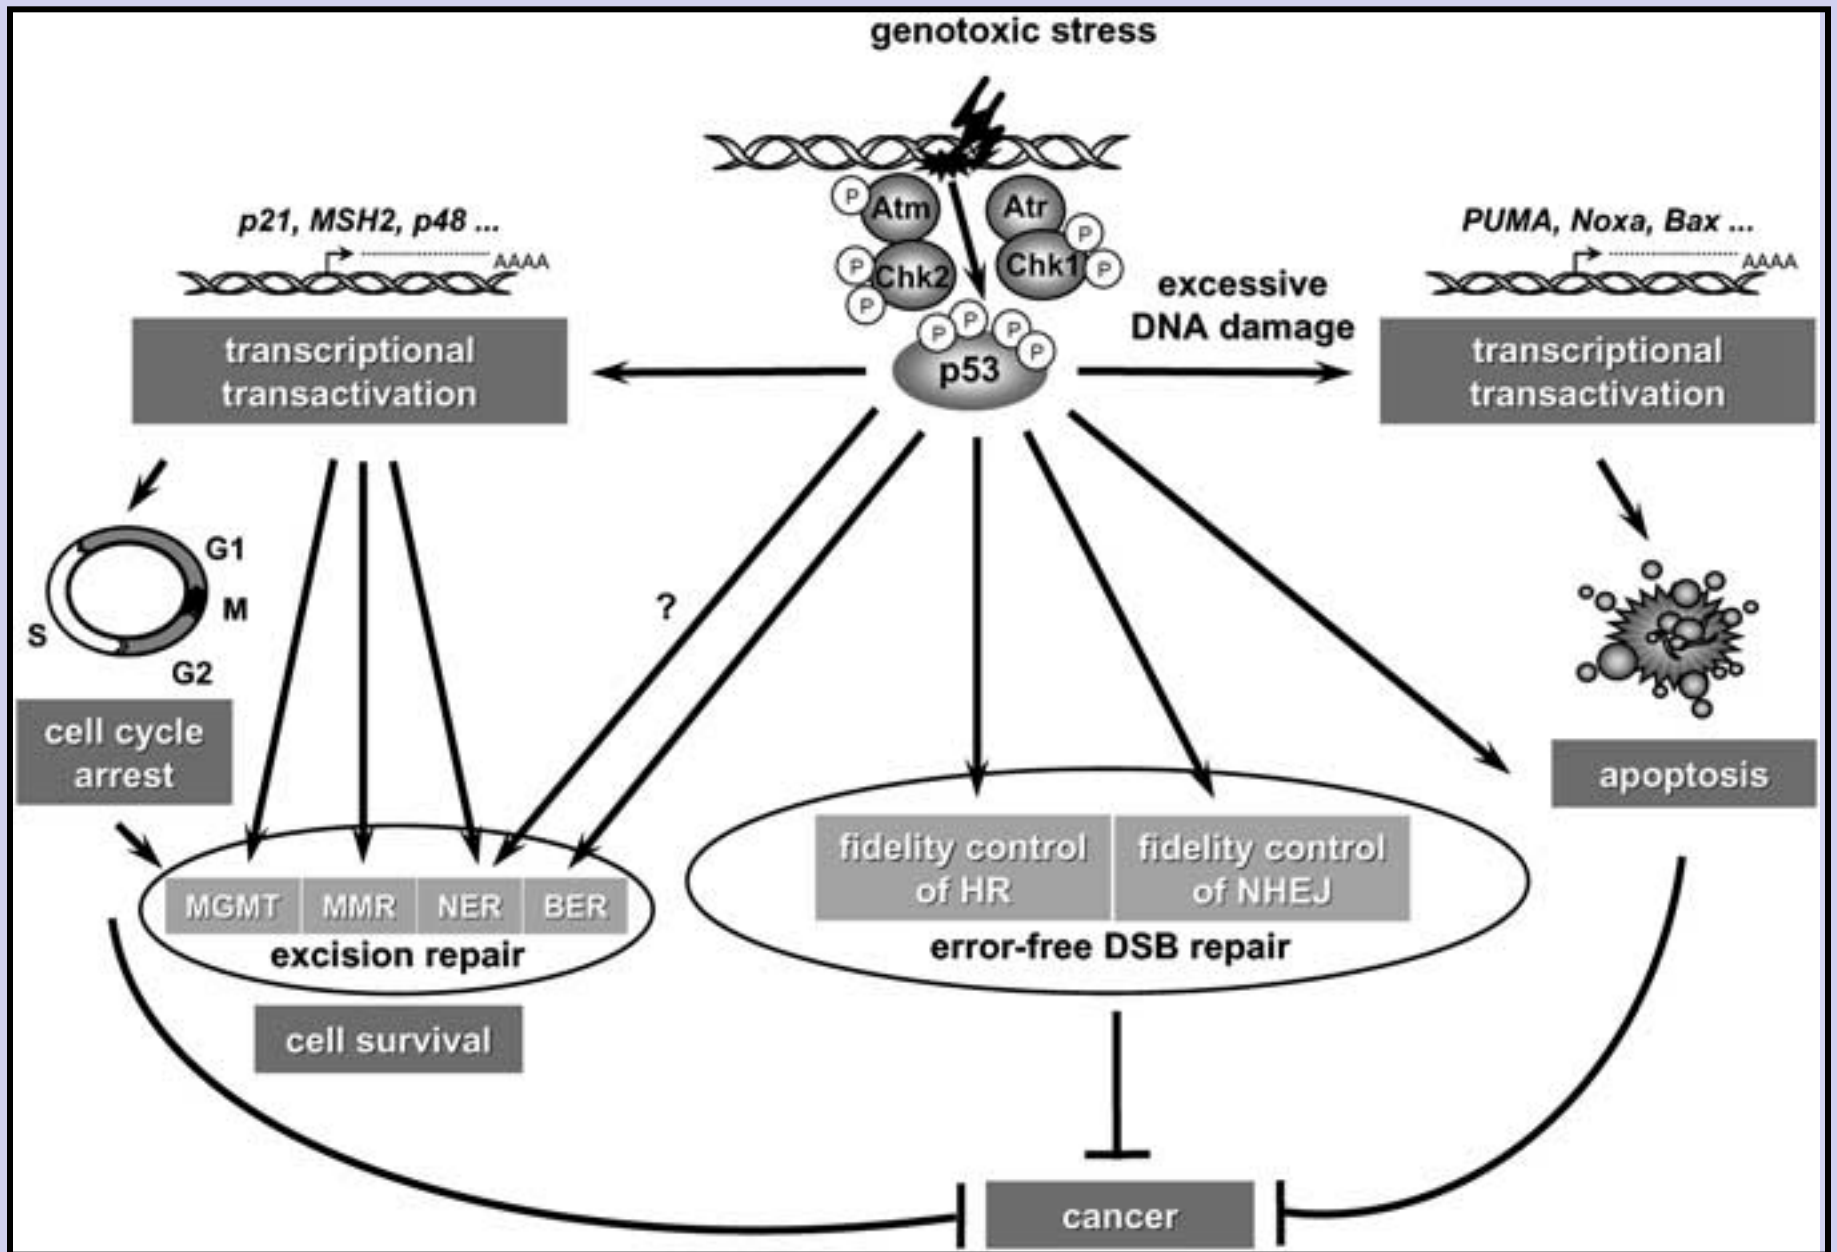 genotoxic stress
P
Atm
Atr
P
P
Chk2
P
Chk1
P
p21, MSH2, p48 ...
AAAA
PUMA, Noxa, Bax ...
AAAA
excessive
DNA damage
transcriptional
transactivation
P
P
P
P
p53
transcriptional
transactivation
G1
M
S
G2
?
cell cycle
arrest
apoptosis
MGMT MMR NER BER
excision repair
fidelity control
of HR
fidelity control
of NHEJ
error-free DSB repair
cell survival
cancer